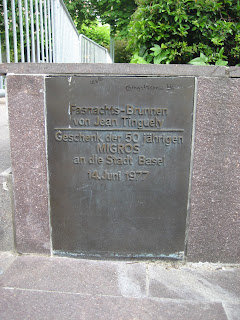 Fasnachts-Brunnen
von Jean Tinguely
Geschenk der 50 jährigen
MIGROS
an die Stadt Basel
14. Juni 1977